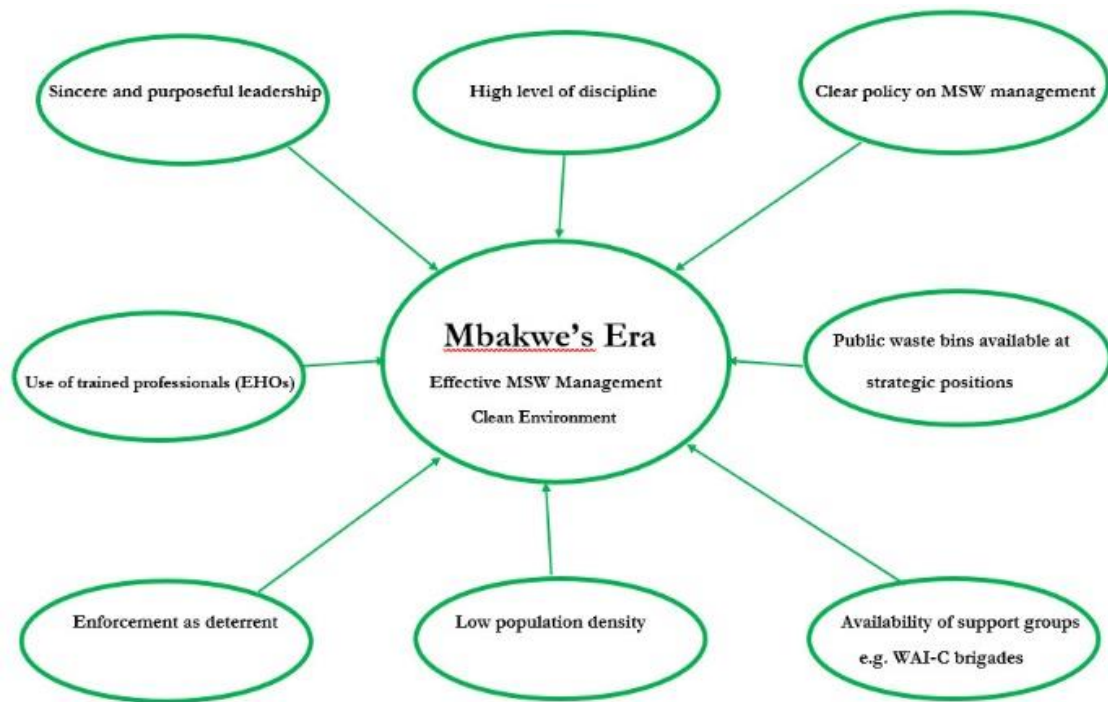 Sincere and purposeful leadership
High level of discipline
Clear policy on MSW management
Mbakwe's Era
Effective MSW Management
Clean Environment
Use of trained professionals (EHOs)
Public waste bins available at
strategic positions
Enforcement as deterrent
Low population density
Availability of support groups
e.g. WAI-C brigades